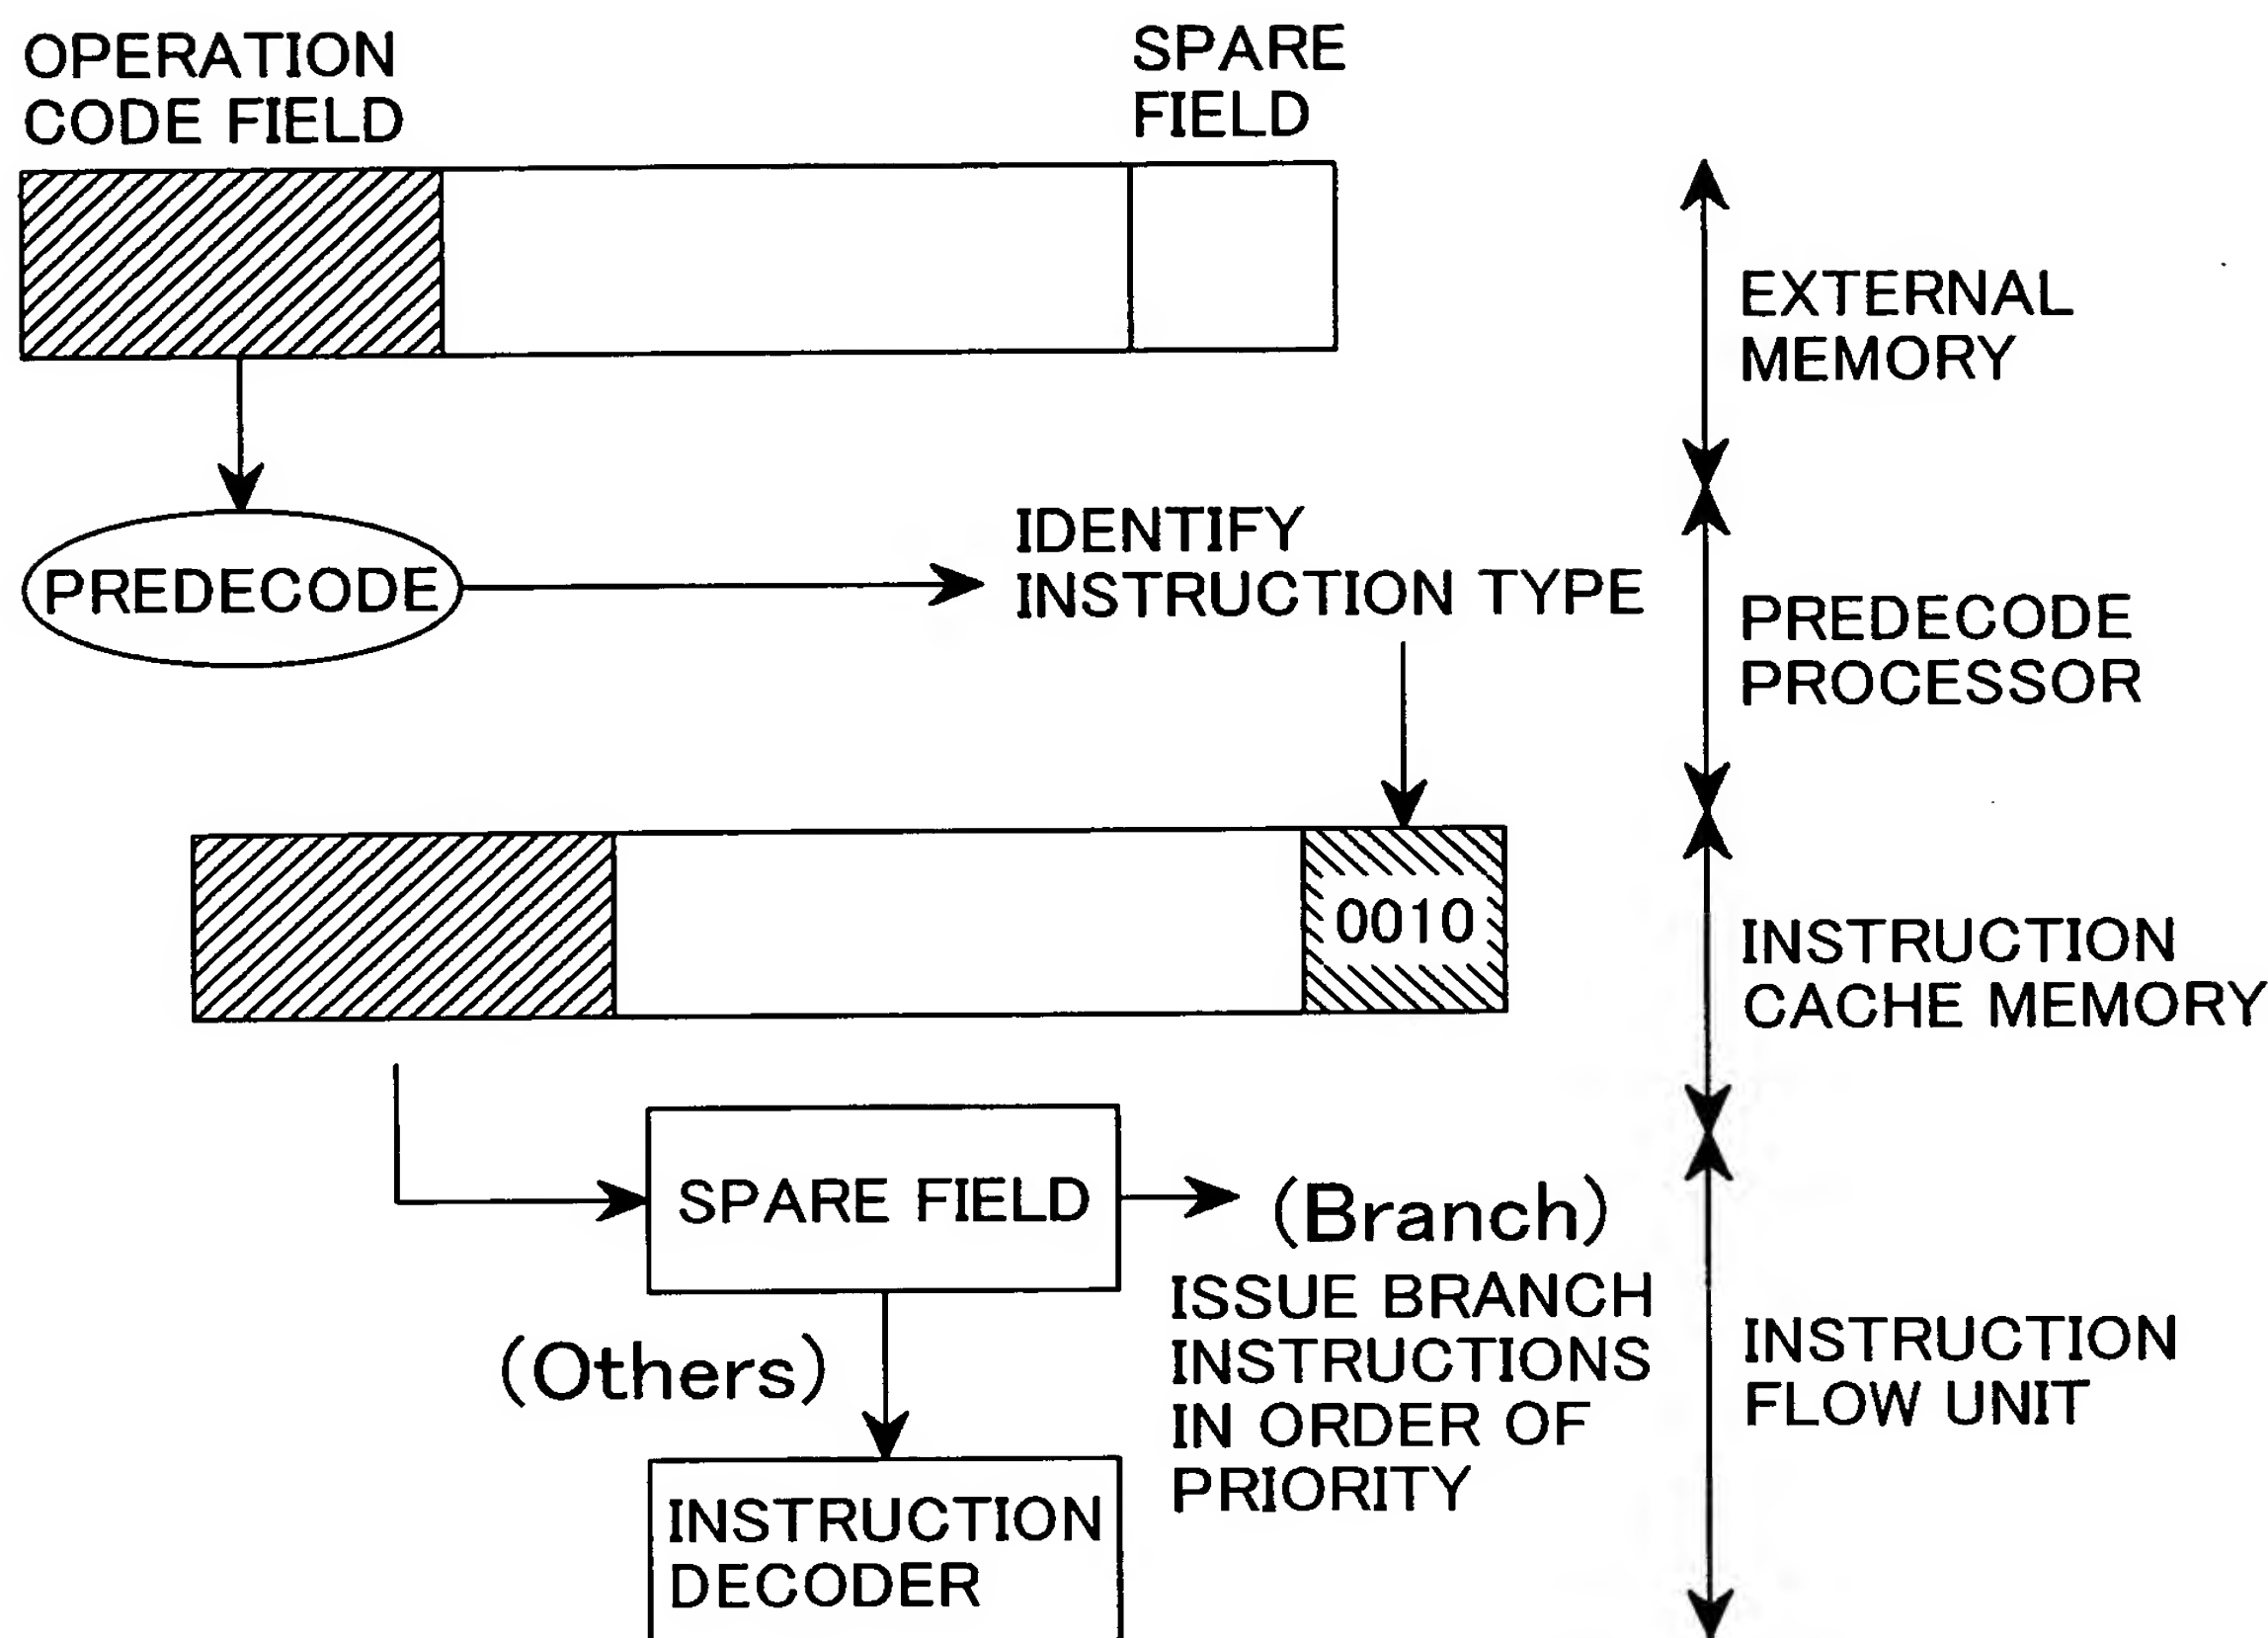 OPERATION
CODE FIELD
SPARE
FIELD
EXTERNAL
MEMORY
IDENTIFY
INSTRUCTION TYPE
PREDECODE
PREDECODE
PROCESSOR
0010
INSTRUCTION
CACHE MEMORY
SPARE FIELD
(Branch)
ISSUE BRANCH
INSTRUCTIONS
IN ORDER OF
PRIORITY
(Others)
INSTRUCTION
FLOW UNIT
INSTRUCTION
DECODER